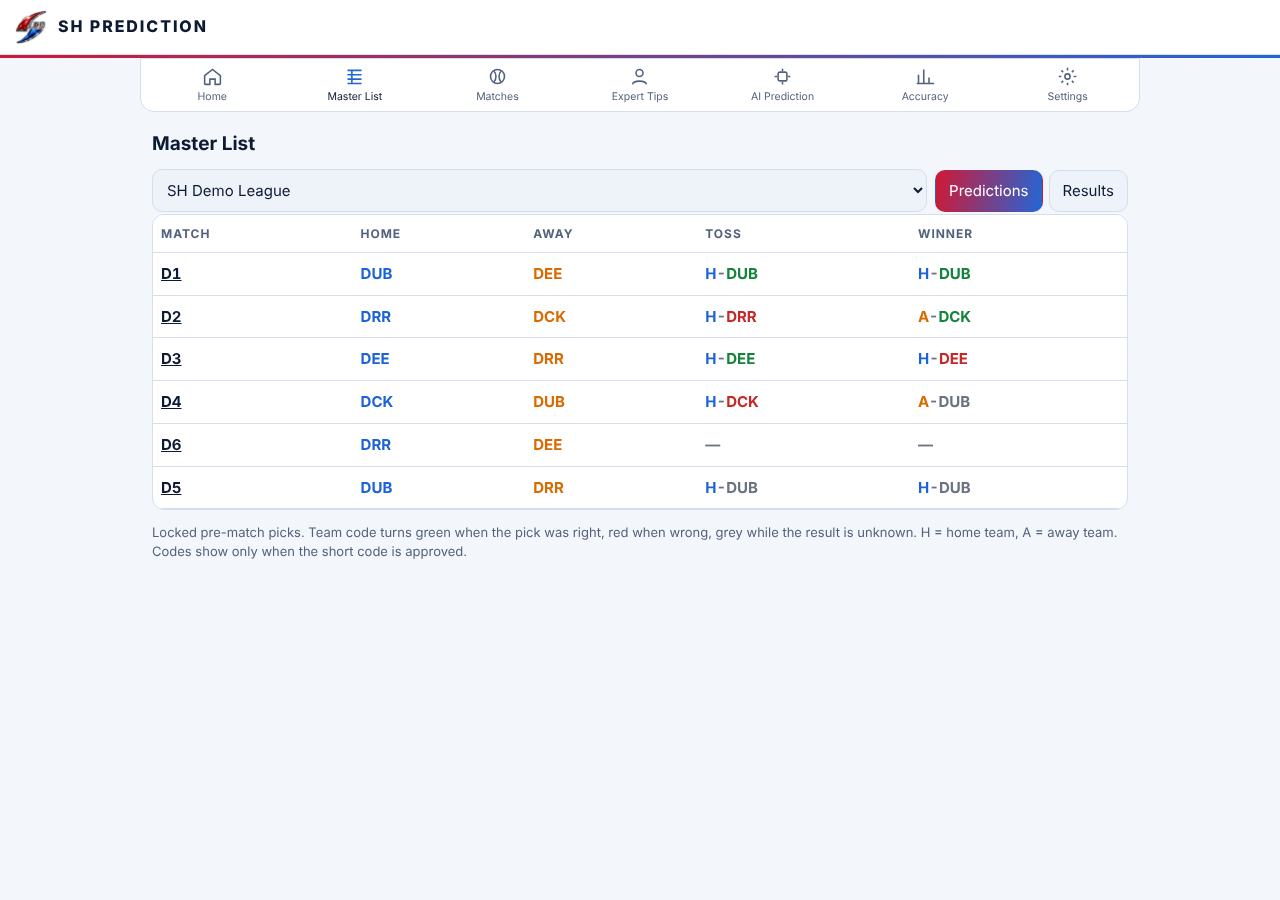 SH PREDICTION
Home Master List Matches Expert Tips AI Prediction Accuracy Settings
Master List
SH Demo League Predictions Results
MATCH HOME AWAY TOSS WINNER
D1 DUB DEE H-DUB H-DUB
D2 DRR DCK H-DRR A-DCK
D3 DEE DRR H-DEE H-DEE
D4 DCK DUB H-DCK A-DUB
D6 DRR DEE — —
D5 DUB DRR H-DUB H-DUB
Locked pre-match picks. Team code turns green when the pick was right, red when wrong, grey while the result is unknown. H = home team, A = away team.
Codes show only when the short code is approved.